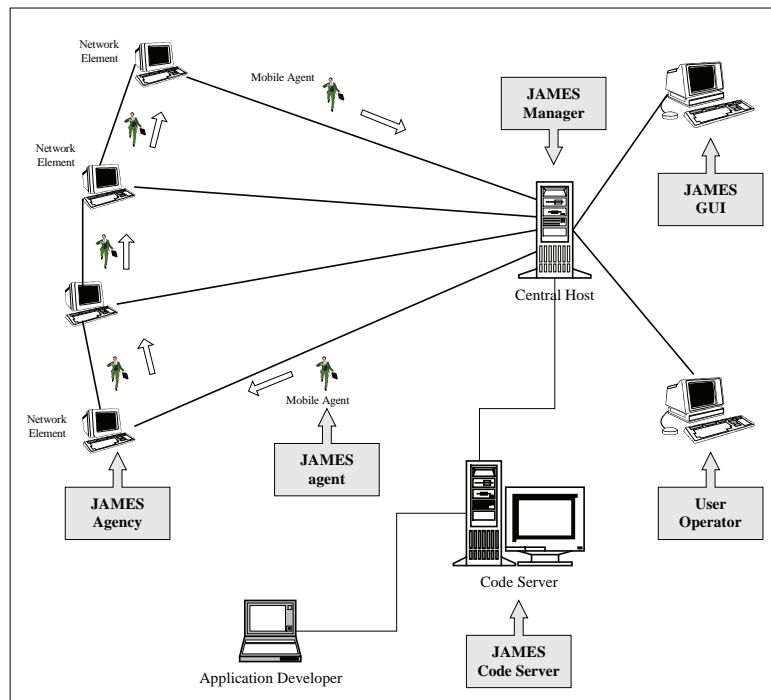 Network
Element
Mobile Agent
JAMES
Manager
Network
Element
JAMES
GUI
Central Host
Network
Element
Mobile Agent
JAMES
agent
JAMES
Agency
User
Operator
Code Server
Application Developer
JAMES
Code Server